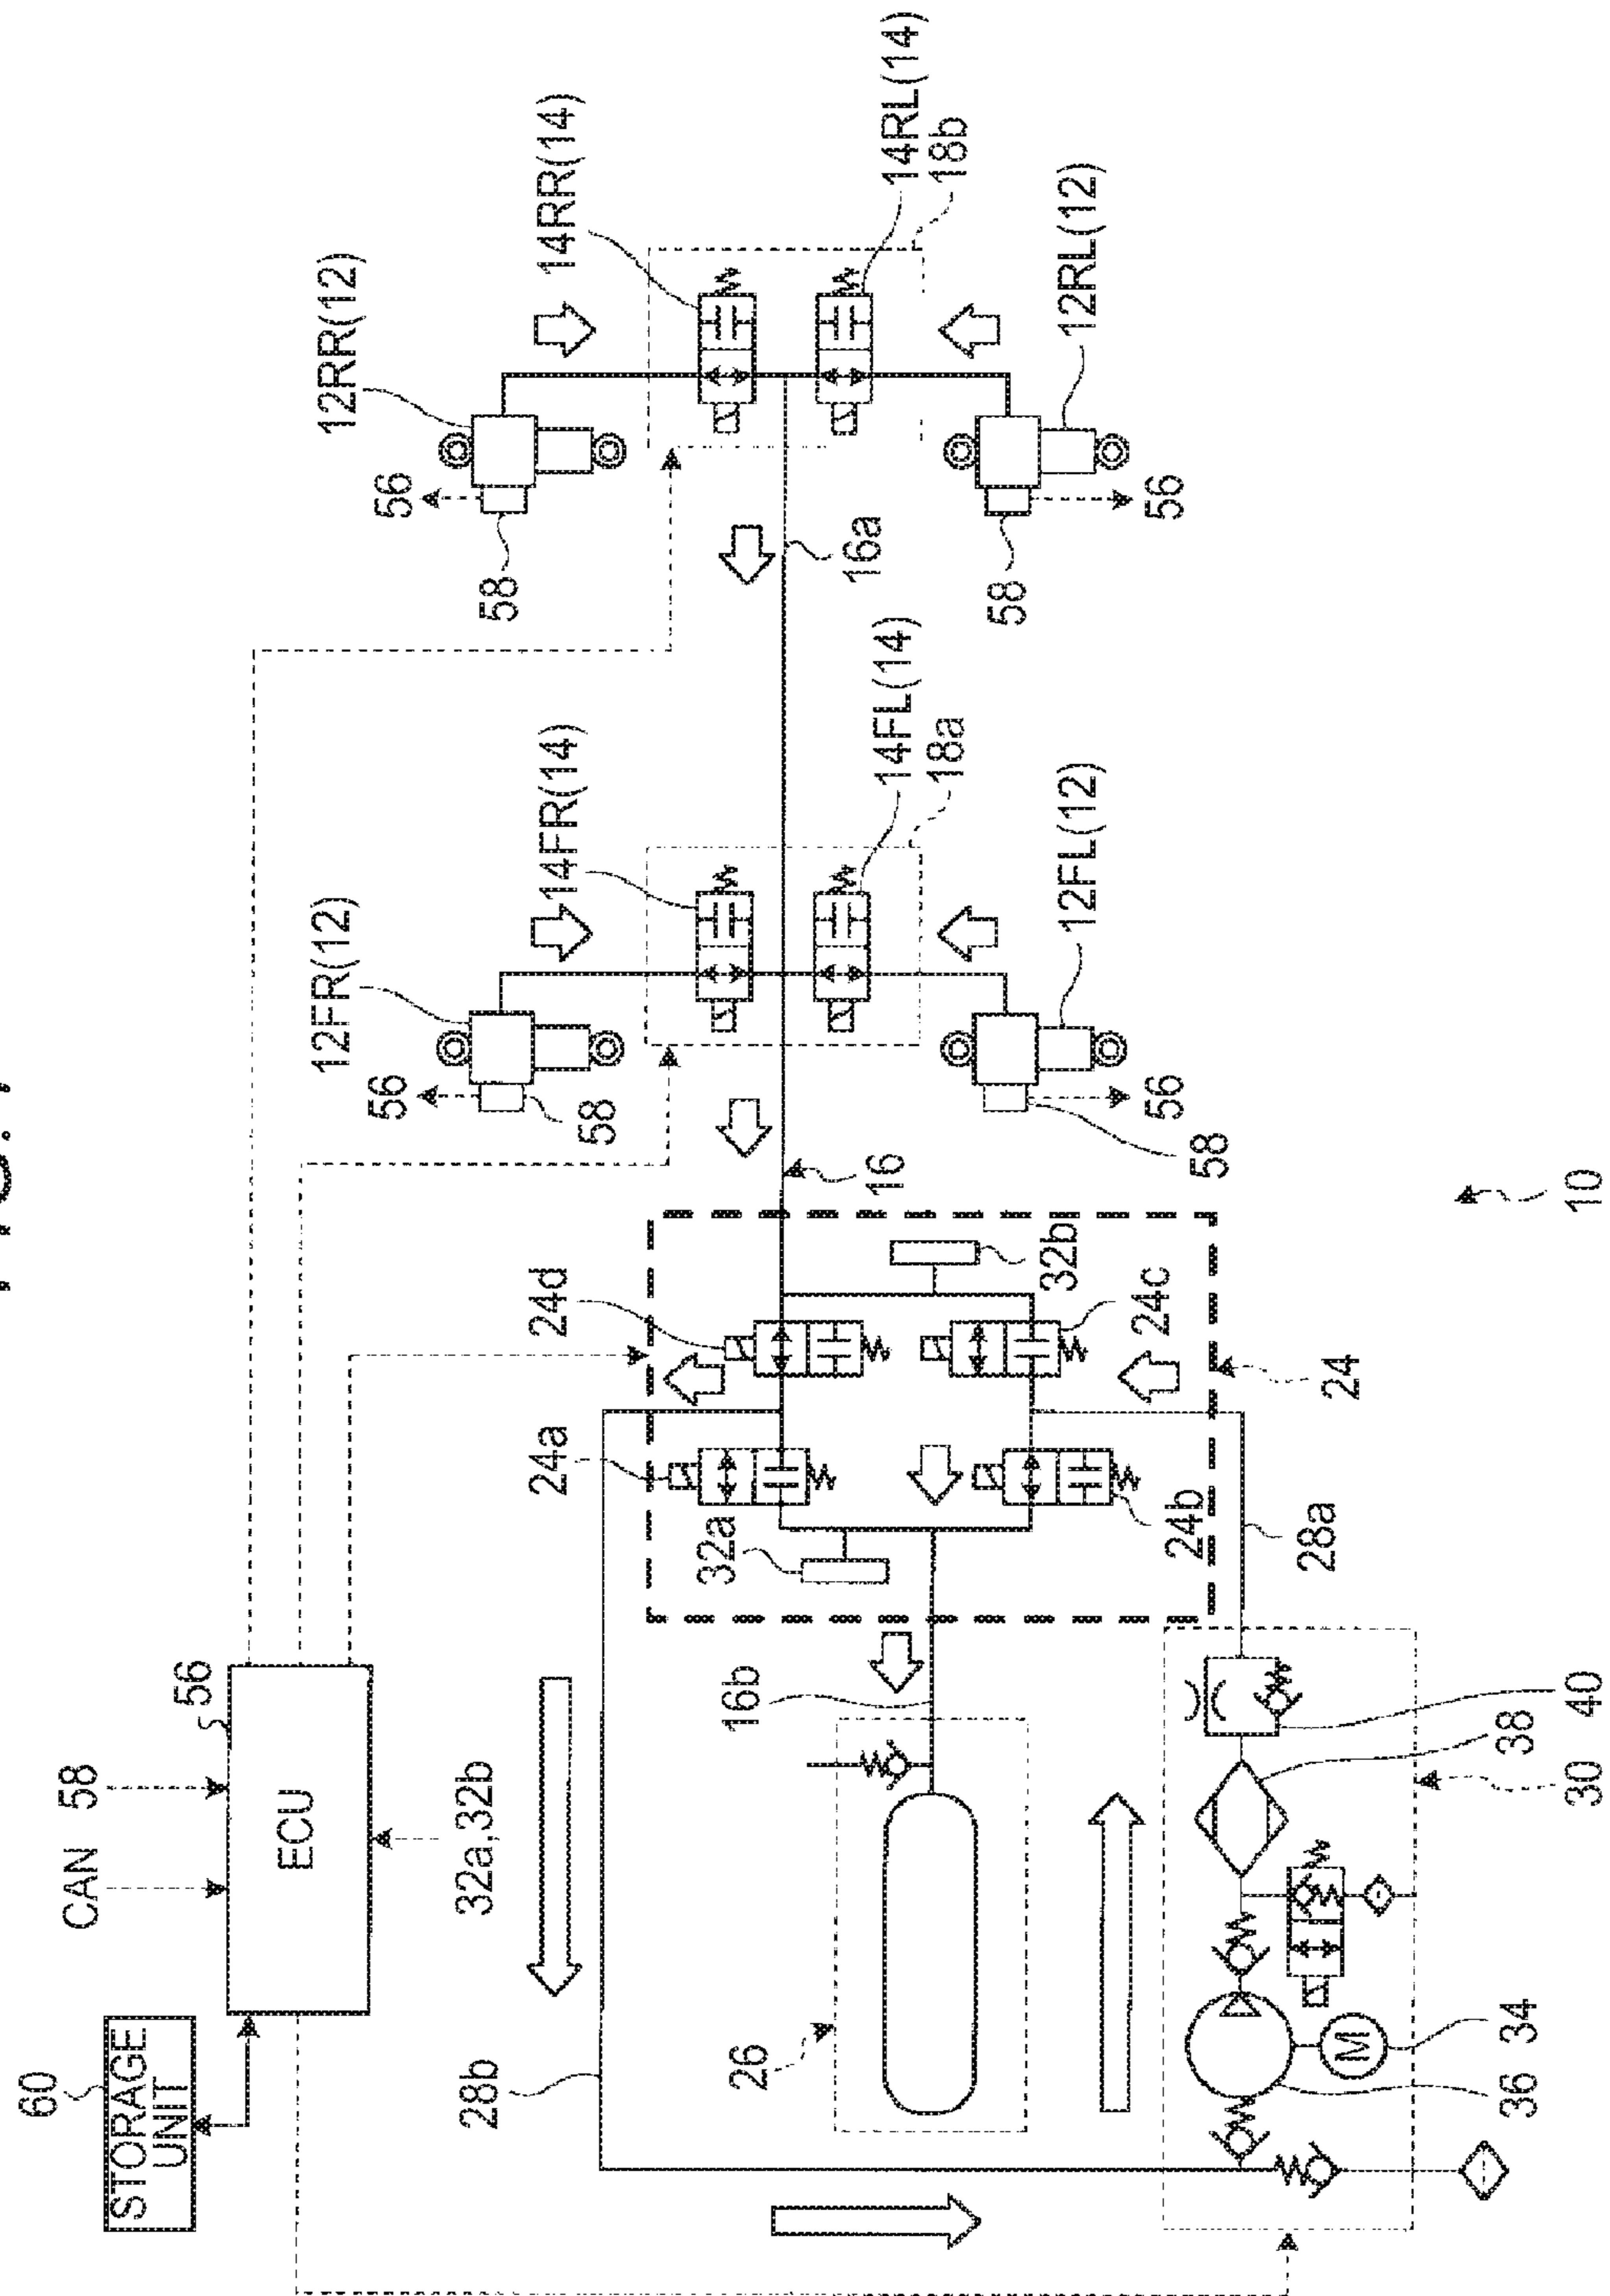 60
STORAGE
UNIT
CAN
58
56
ECU
32a,32b
28b
26
16b
32a
24a
24d
24b
24c
32b
24
28a
16
12FR(12)
56
58
14FR(14)
14FL(14)
18a
12FL(12)
56
58
16a
12RR(12)
56
58
14RR(14)
14RL(14)
18b
12RL(12)
56
58
36
34
38
40
30
M
10